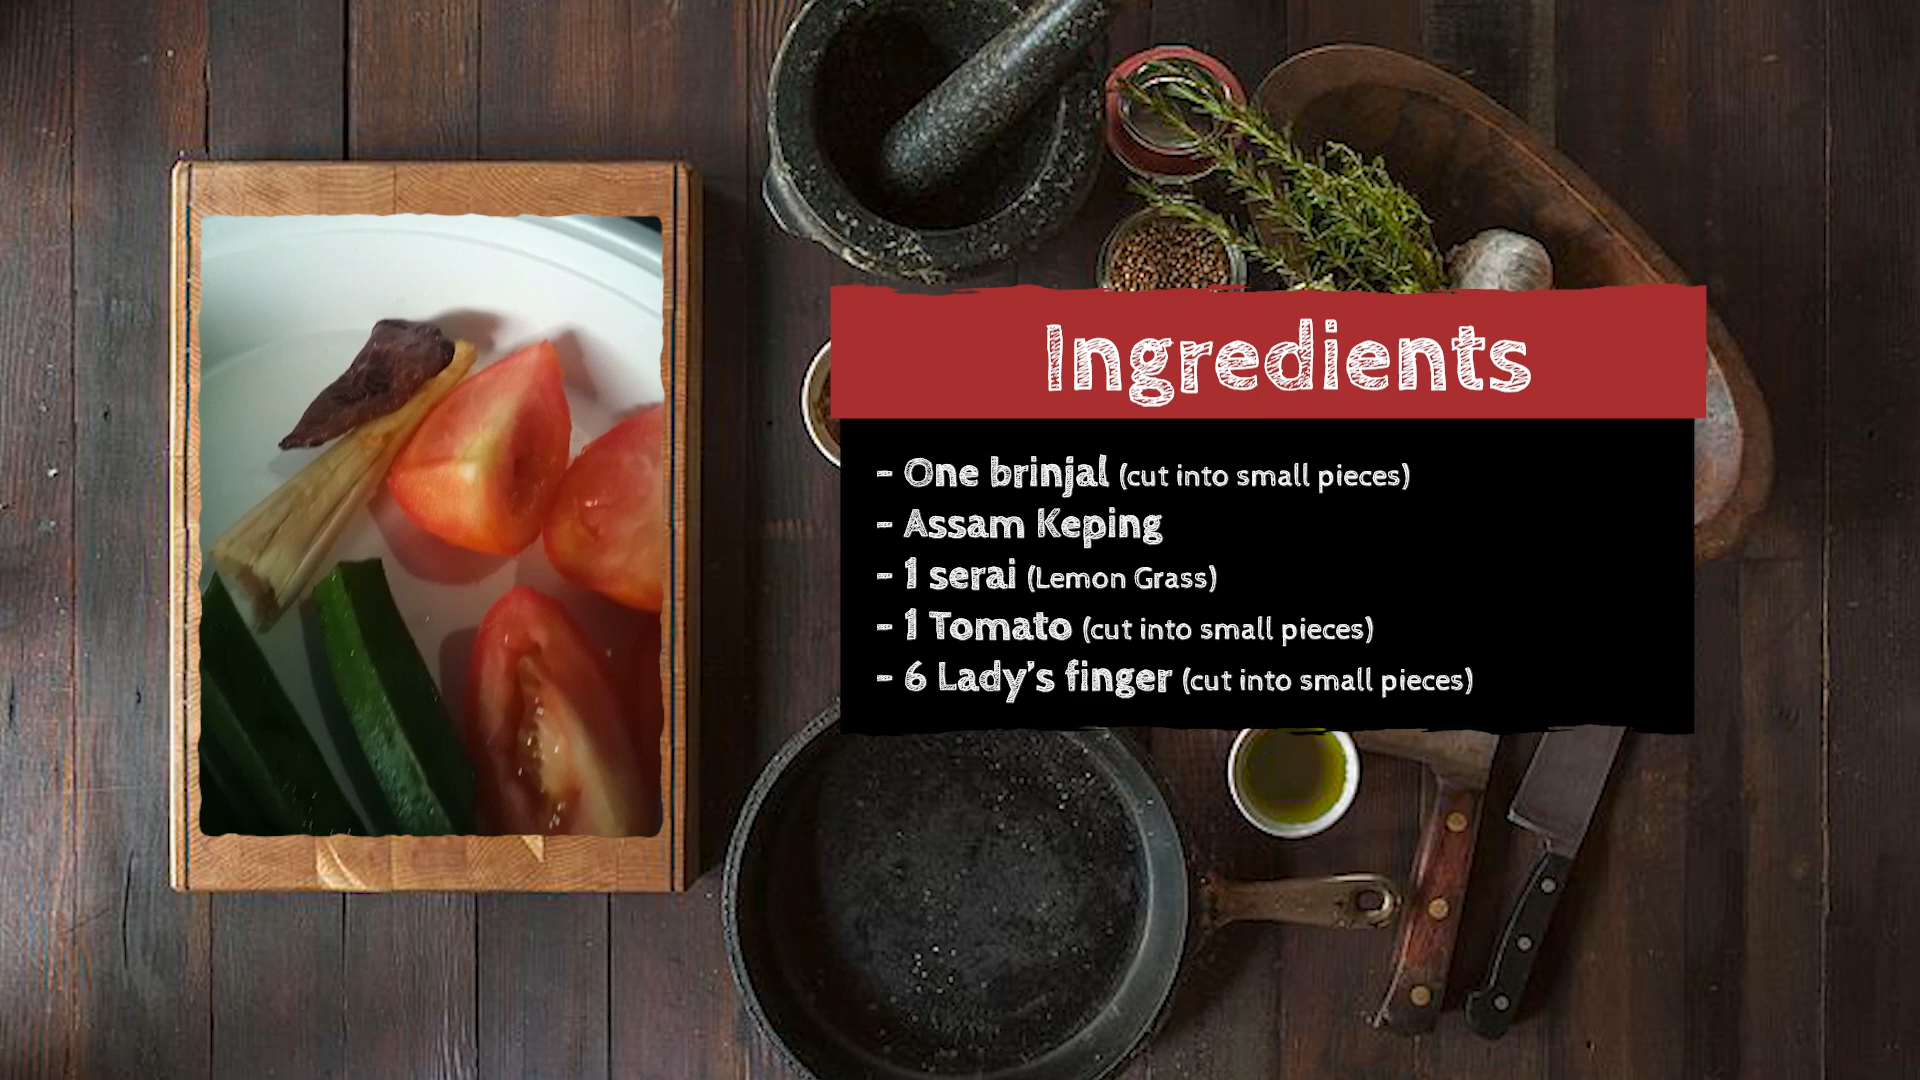 Ingredients
- One brinjal (cut into small pieces)
- Assam Keping
- 1 serai (Lemon Grass)
- 1 Tomato (cut into small pieces)
- 6 Lady's finger (cut into small pieces)